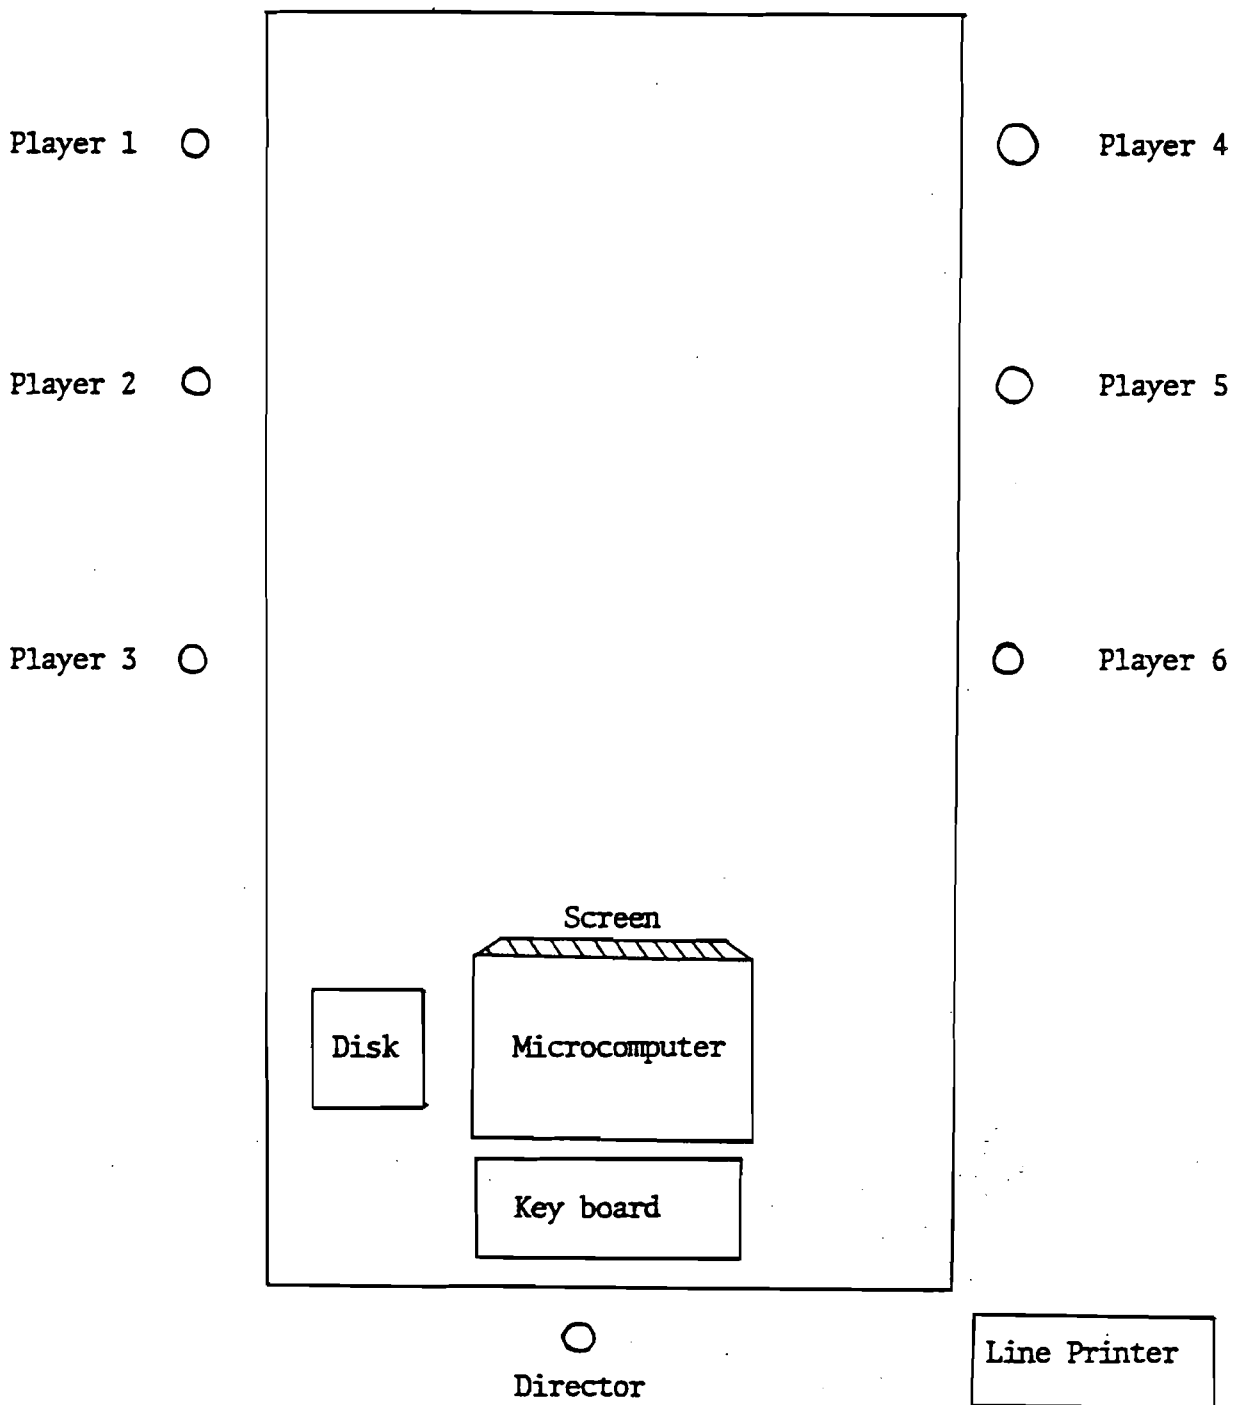 Player 1
Player 4
Player 2
Player 5
Player 3
Player 6
Screen
Disk
Microcomputer
Key board
Director
Line Printer